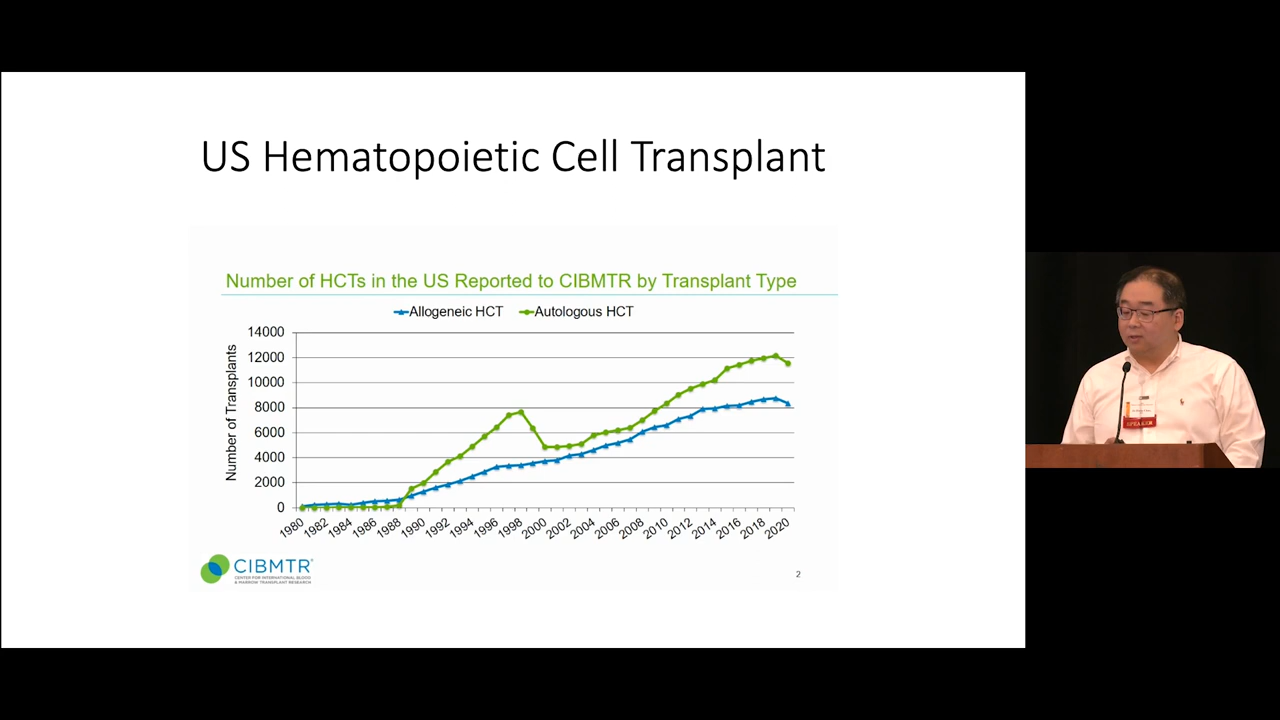 US Hematopoietic Cell Transplant
Number of HCTs in the US Reported to CIBMTR by Transplant Type
Allogeneic HCT Autologous HCT
Number of Transplants
14000
12000
10000
8000
6000
4000
2000
0
1980 1982 1984 1986 1988 1990 1992 1994 1996 1998 2000 2002 2004 2006 2008 2010 2012 2014 2016 2018 2020
CIBMTR®
CENTER FOR INTERNATIONAL BLOOD
& MARROW TRANSPLANT RESEARCH
2
SPEAKER